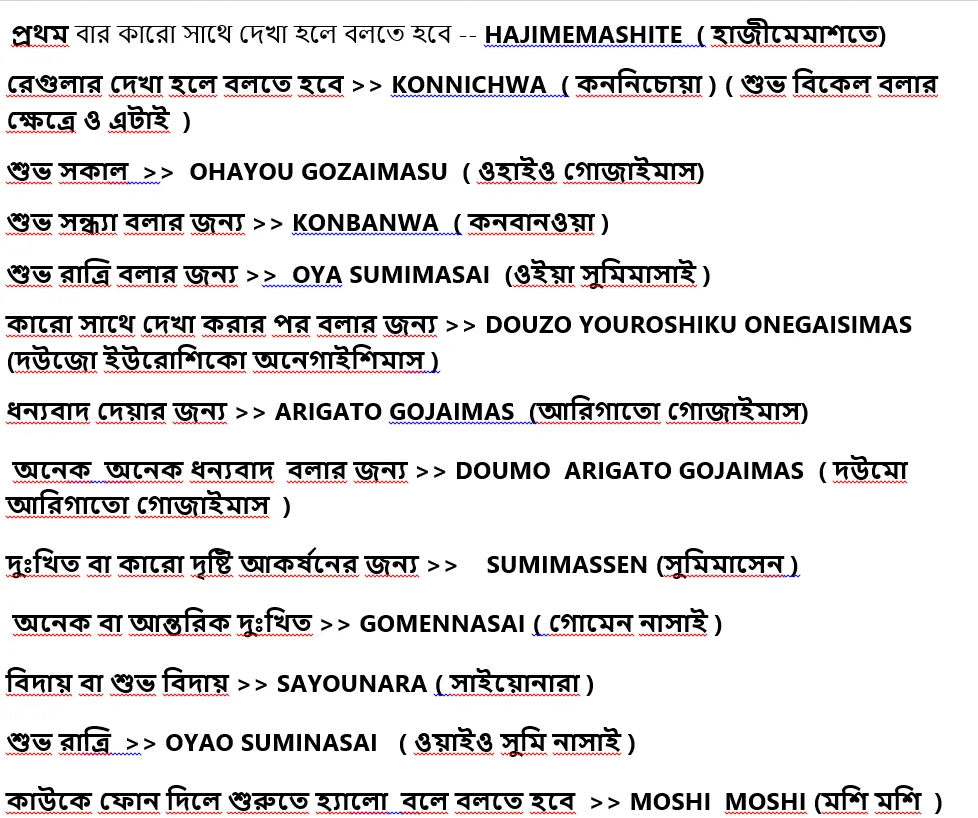 প্রথম বার কারো সাথে দেখা হলে বলতে হবে -- HAJIMEMASHITE ( হাজীমেমাশতে)
রেগুলার দেখা হলে বলতে হবে >> KONNICHWA ( কননিচোয়া ) ( শুভ বিকেল বলার
ক্ষেত্রে ও এটাই )
শুভ সকাল >> OHAYOU GOZAIMASU ( ওহাইও গোজাইমাস)
শুভ সন্ধ্যা বলার জন্য >> KONBANWA ( কনবানওয়া )
শুভ রাত্রি বলার জন্য >> OYA SUMIMASAI (ওইয়া সুমিমাসাই )
কারো সাথে দেখা করার পর বলার জন্য >> DOUZO YOUROSHIKU ONEGAISIMAS
(দউজো ইউরোশিকো অনেগাইশিমাস )
ধন্যবাদ দেয়ার জন্য >> ARIGATO GOJAIMAS (আরিগাতো গোজাইমাস)
অনেক অনেক ধন্যবাদ বলার জন্য >> DOUMO ARIGATO GOJAIMAS ( দউমো
আরিগাতো গোজাইমাস )
দুঃখিত বা কারো দৃষ্টি আকর্ষনের জন্য >> SUMIMASSEN (সুমিমাসেন )
অনেক বা আন্তরিক দুঃখিত >> GOMENNASAI ( গোমেন নাসাই )
বিদায় বা শুভ বিদায় >> SAYOUNARA ( সাইয়োনারা )
শুভ রাত্রি >> OYAO SUMINASAI ( ওয়াইও সুমি নাসাই )
কাউকে ফোন দিলে শুরুতে হ্যালো বলে বলতে হবে >> MOSHI MOSHI (মশি মশি )